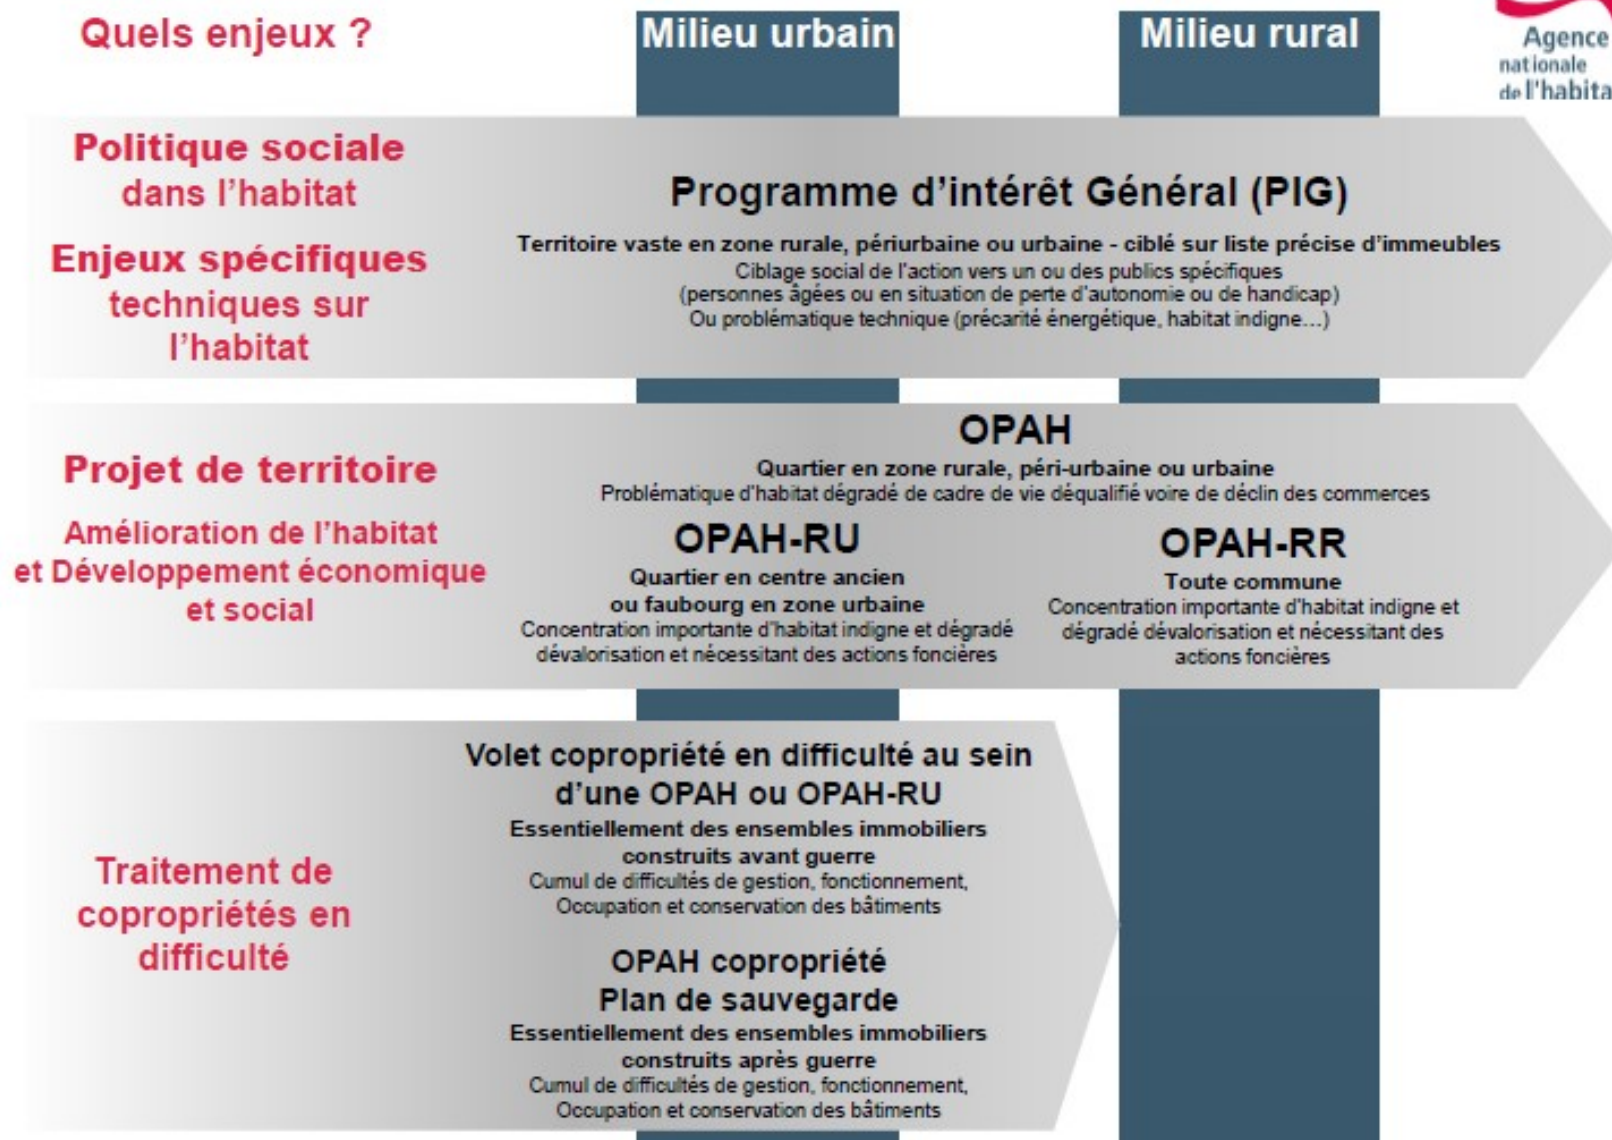 Quels enjeux ?
Milieu urbain
Milieu rural
Agence
nationale
de l'habita
Politique sociale
dans l'habitat
Enjeux spécifiques
techniques sur
l'habitat
Programme d'intérêt Général (PIG)
Territoire vaste en zone rurale, périurbaine ou urbaine - ciblé sur liste précise d'immeubles
Ciblage social de l'action vers un ou des publics spécifiques
(personnes âgées ou en situation de perte d'autonomie ou de handicap)
Ou problématique technique (précarité énergétique, habitat indigne…)
Projet de territoire
Amélioration de l'habitat
et Développement économique
et social
OPAH
Quartier en zone rurale, péri-urbaine ou urbaine
Problématique d'habitat dégradé de cadre de vie déqualifié voire de déclin des commerces
OPAH-RU
Quartier en centre ancien
ou faubourg en zone urbaine
Concentration importante d'habitat indigne et dégradé
dévalorisation et nécessitant des actions foncières
OPAH-RR
Toute commune
Concentration importante d'habitat indigne et
dégradé dévalorisation et nécessitant des
actions foncières
Traitement de
copropriétés en
difficulté
Volet copropriété en difficulté au sein
d'une OPAH ou OPAH-RU
Essentiellement des ensembles immobiliers
construits avant guerre
Cumul de difficultés de gestion, fonctionnement,
Occupation et conservation des bâtiments
OPAH copropriété
Plan de sauvegarde
Essentiellement des ensembles immobiliers
construits après guerre
Cumul de difficultés de gestion, fonctionnement,
Occupation et conservation des bâtiments